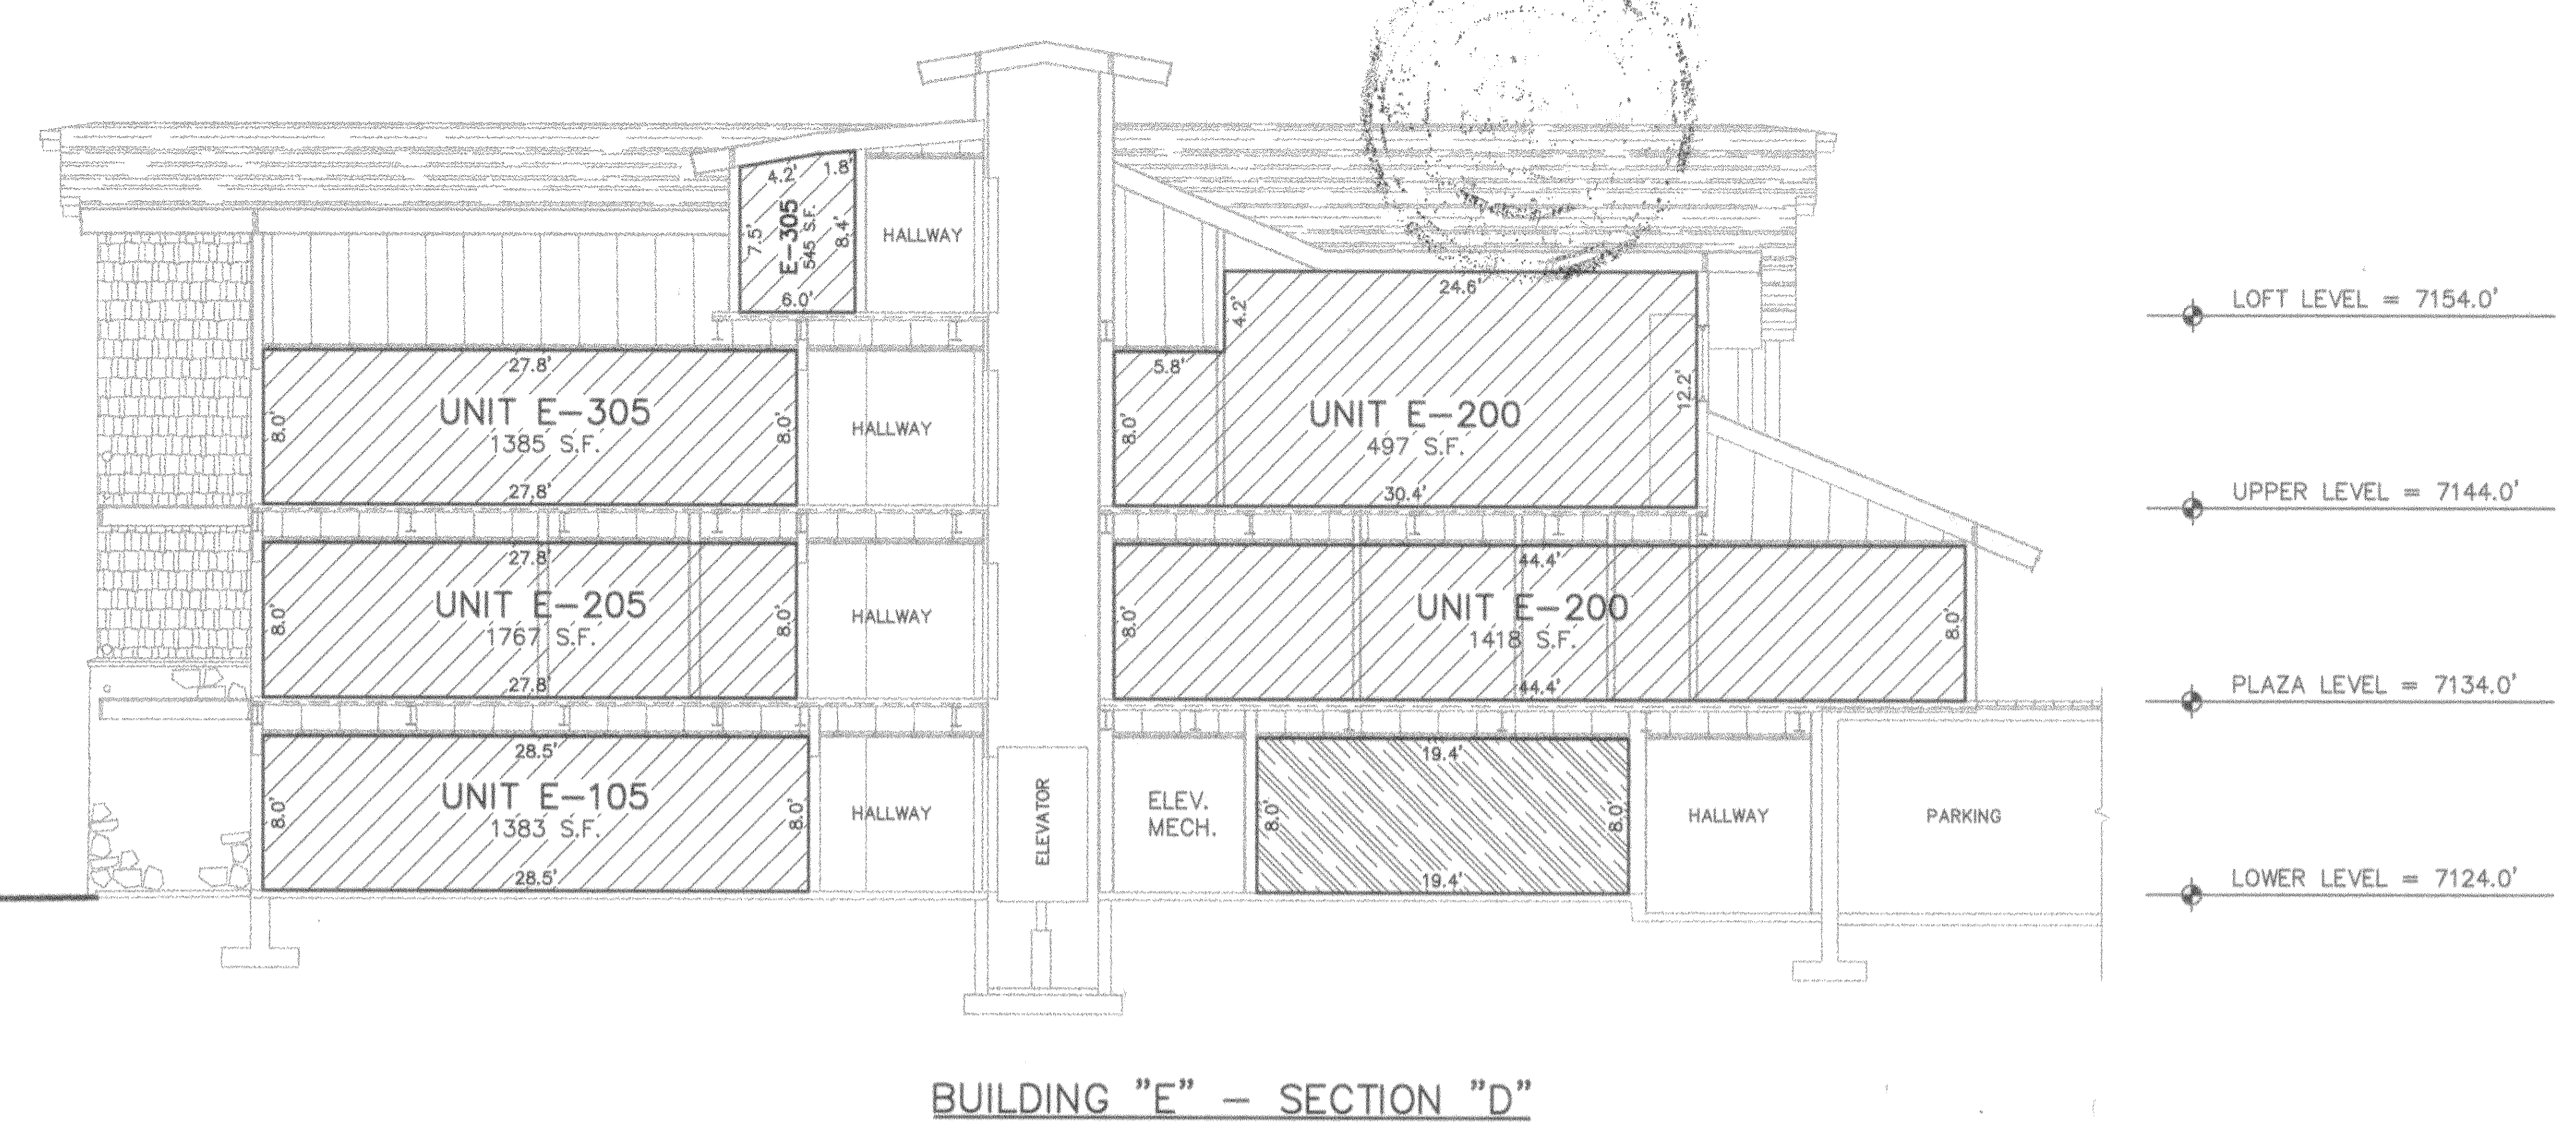 4.2'
1.8'
7.5'
E-305
545 S.F.
8.4'
6.0'
HALLWAY
24.6'
4.2'
LOFT LEVEL = 7154.0'
27.8'
8.0'
UNIT E-305
1385 S.F.
8.0'
27.8'
HALLWAY
5.8'
8.0'
UNIT E-200
497 S.F.
12.2'
30.4'
UPPER LEVEL = 7144.0'
27.8'
8.0'
UNIT E-205
1767 S.F.
8.0'
27.8'
HALLWAY
44.4'
8.0'
UNIT E-200
1418 S.F.
8.0'
44.4'
PLAZA LEVEL = 7134.0'
28.5'
8.0'
UNIT E-105
1383 S.F.
8.0'
28.5'
HALLWAY
ELEVATOR
ELEV.
MECH.
19.4'
8.0'
8.0'
19.4'
HALLWAY
PARKING
LOWER LEVEL = 7124.0'
BUILDING "E" - SECTION "D"